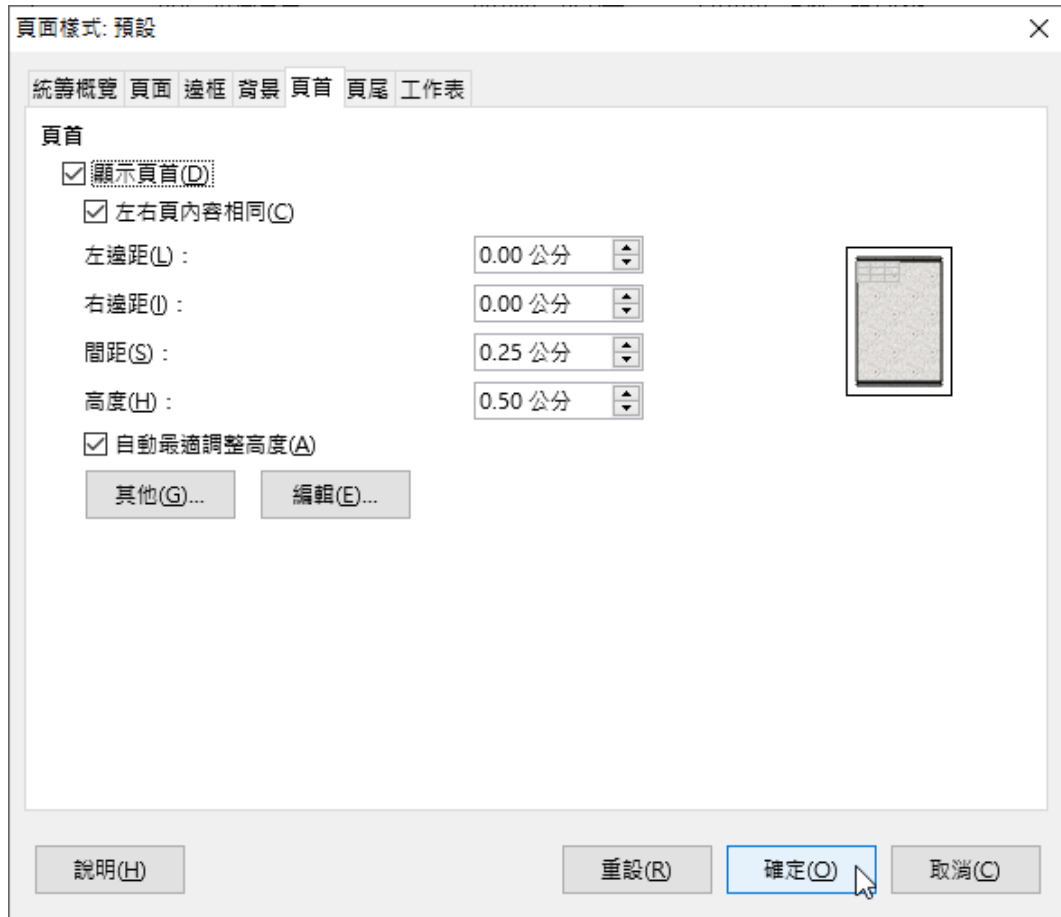 頁面樣式: 預設
統籌概覽 頁面 邊框 背景 頁首 頁尾 工作表
頁首
顯示頁首(D)
左右頁內容相同(C)
左邊距(L)： 0.00 公分
右邊距(I)： 0.00 公分
間距(S)： 0.25 公分
高度(H)： 0.50 公分
自動最適調整高度(A)
其他(G)... 編輯(E)...
說明(H) 重設(R) 確定(O) 取消(C)